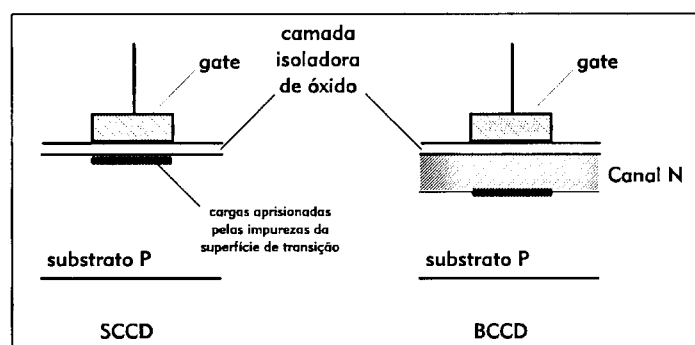 camada
isoladora
de óxido
gate
gate
Canal N
cargas aprisionadas
pelas impurezas da
superfície de transição
substrato P
substrato P
SCCD
BCCD